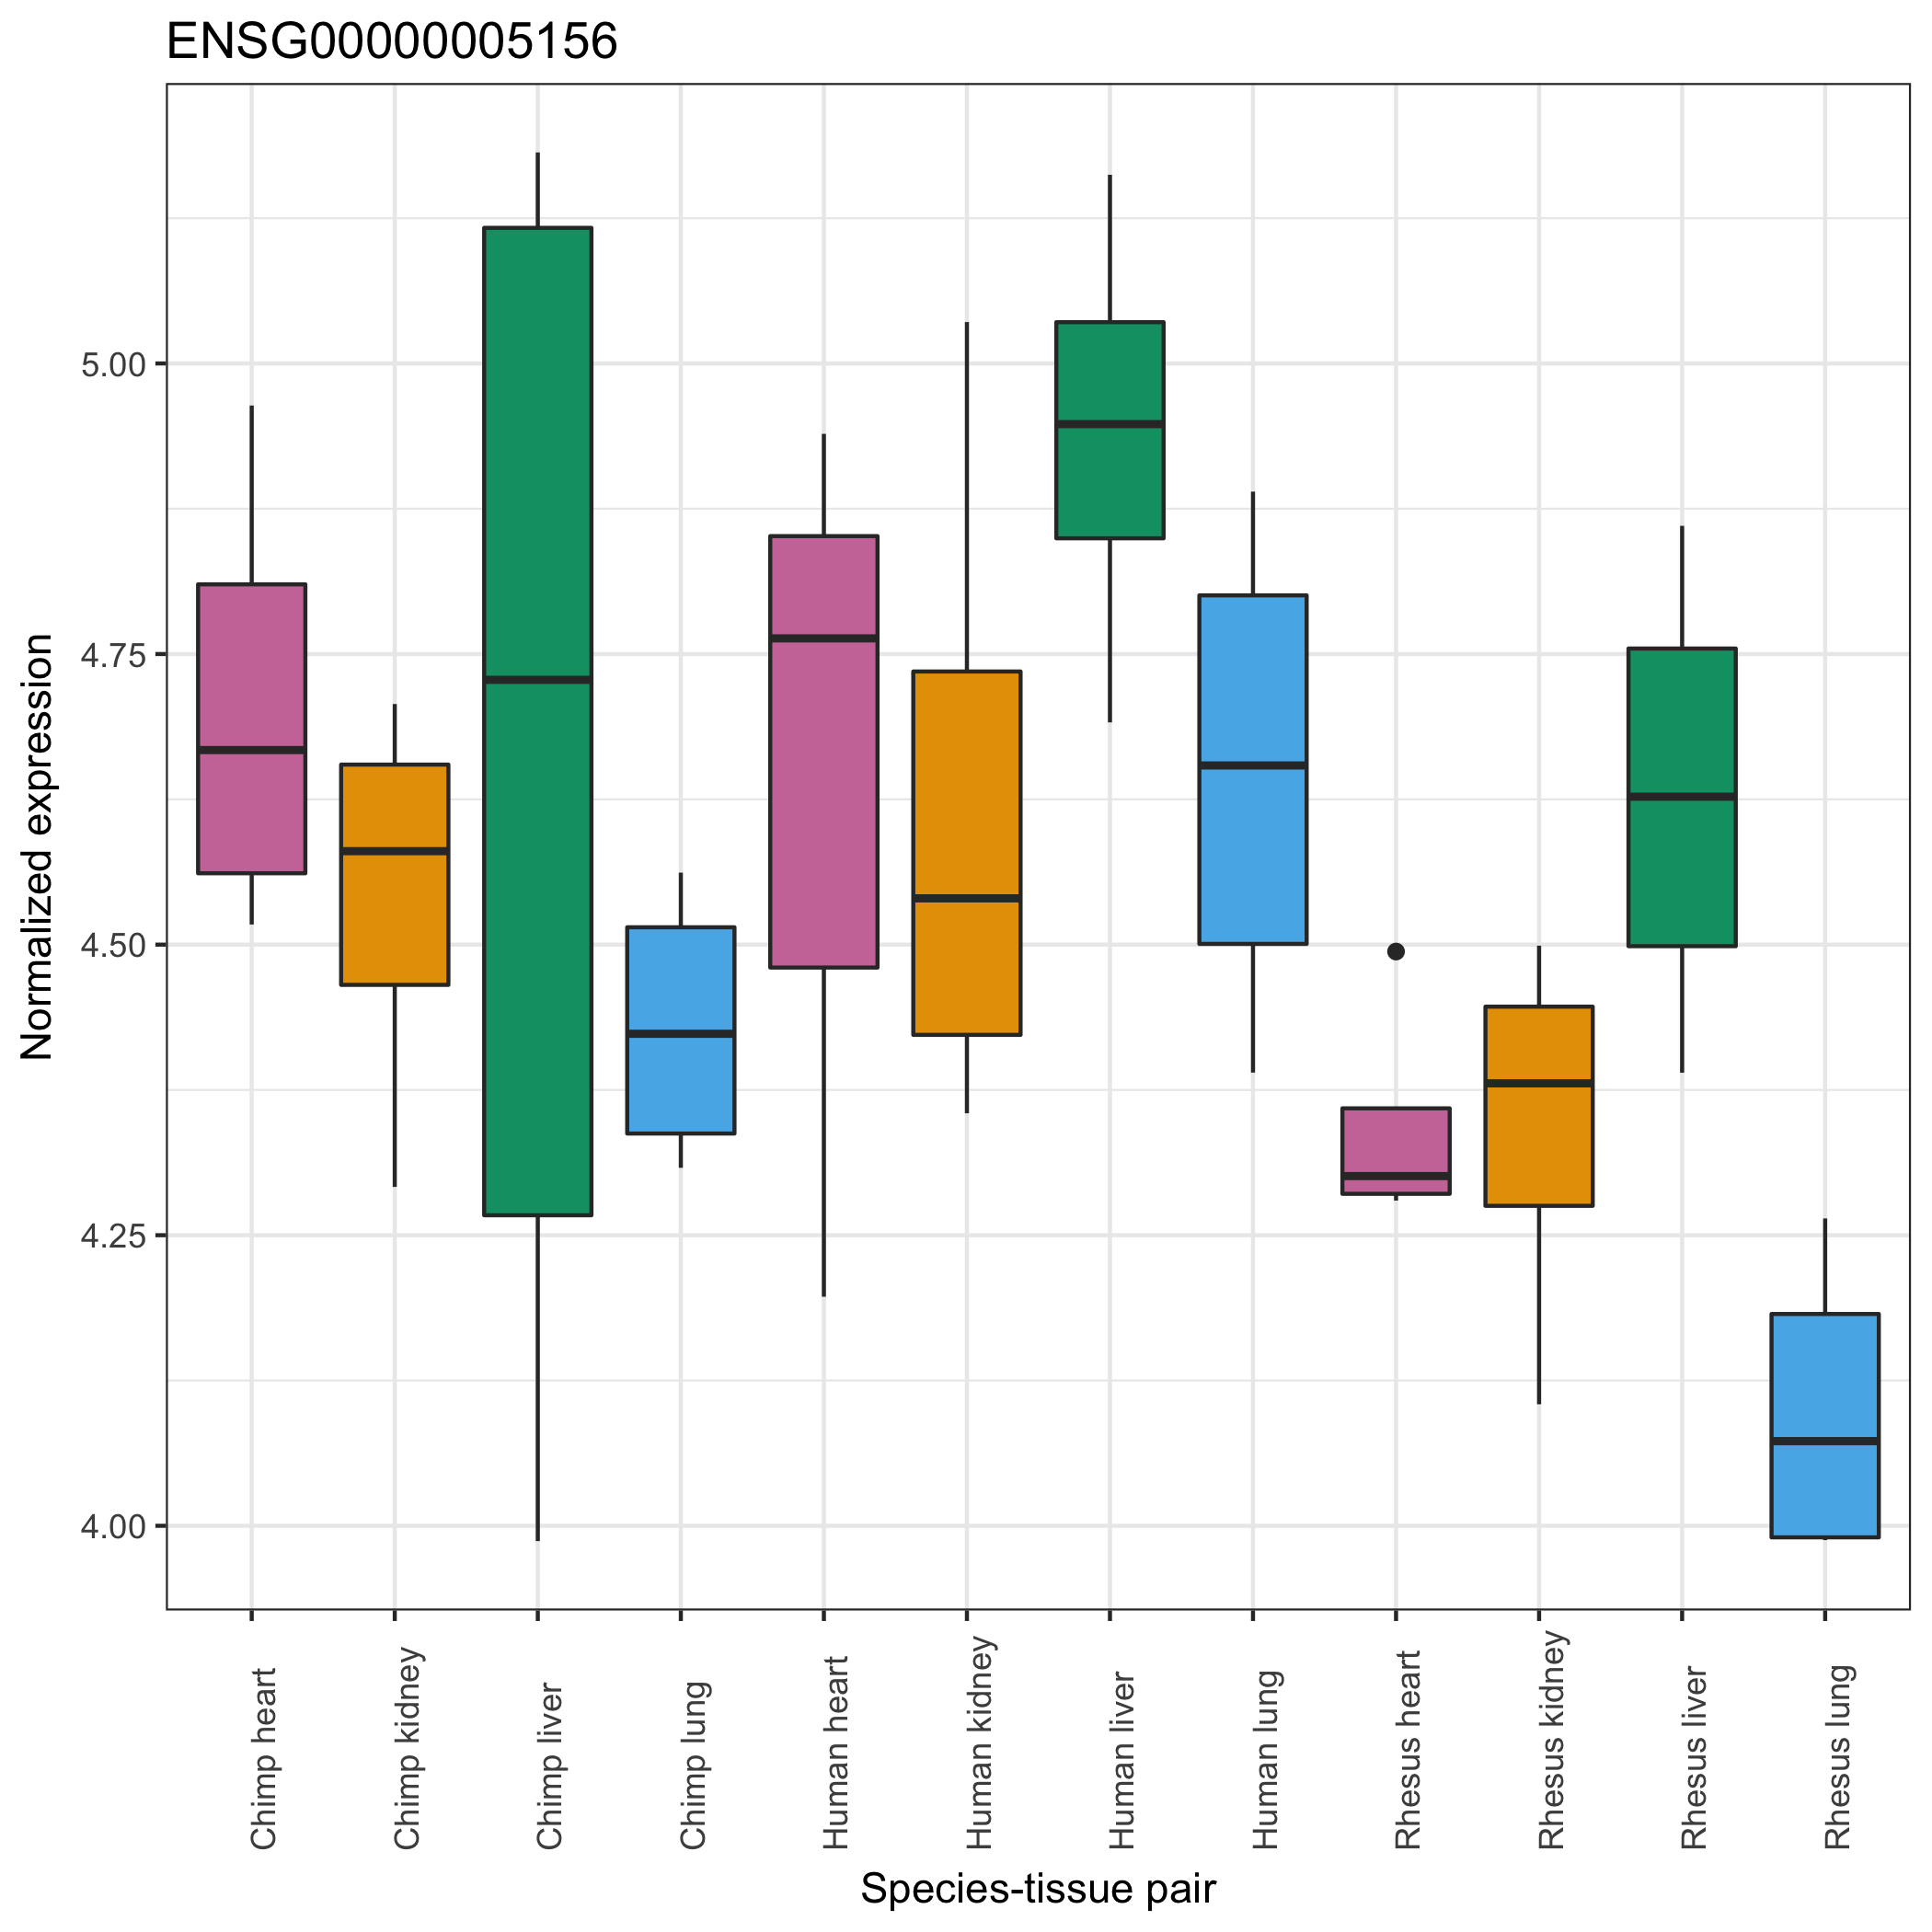 ENSG00000005156
Normalized expression
5.00
4.75
4.50
4.25
4.00
Chimp heart
Chimp kidney
Chimp liver
Chimp lung
Human heart
Human kidney
Human liver
Human lung
Rhesus heart
Rhesus kidney
Rhesus liver
Rhesus lung
Species-tissue pair